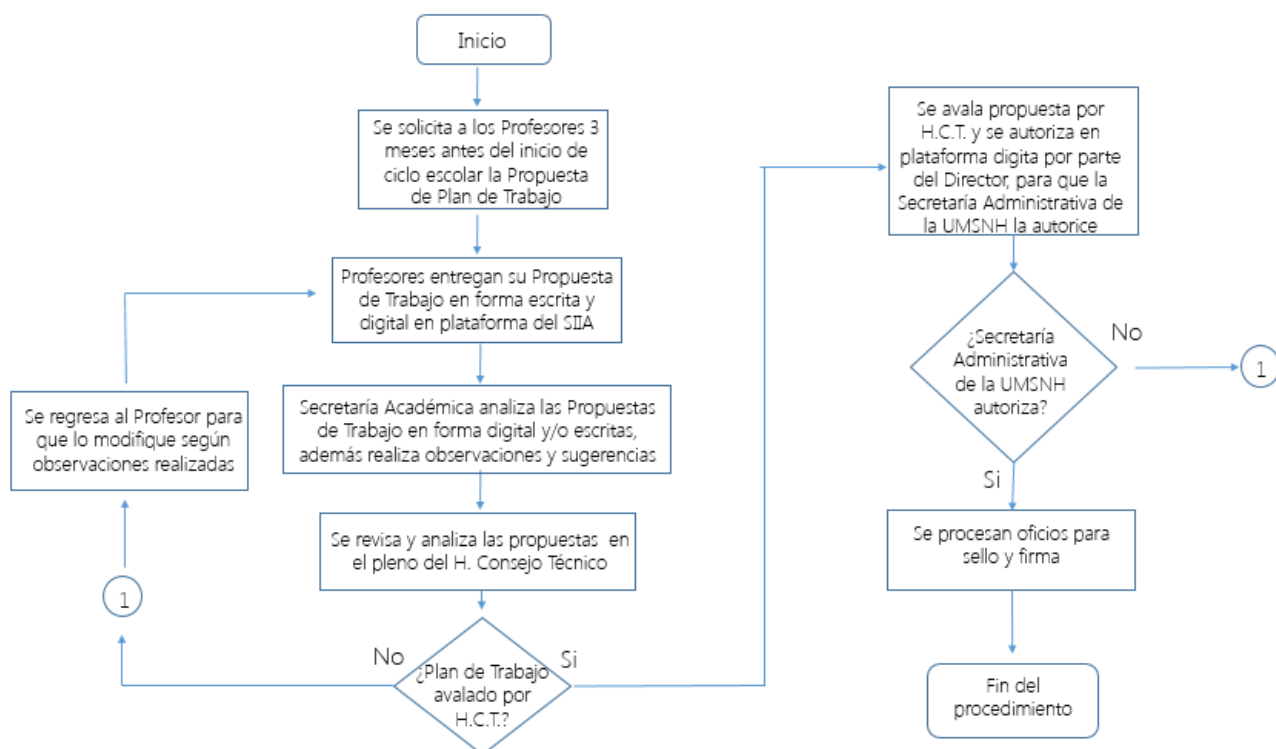 Inicio
Se solicita a los Profesores 3
meses antes del inicio de
ciclo escolar la Propuesta
de Plan de Trabajo
Profesores entregan su Propuesta
de Trabajo en forma escrita y
digital en plataforma del SIIA
Secretaría Académica analiza las Propuestas
de Trabajo en forma digital y/o escritas,
además realiza observaciones y sugerencias
Se revisa y analiza las propuestas en
el pleno del H. Consejo Técnico
¿Plan de Trabajo
avalado por
H.C.T.?
No
Si
1
Se regresa al Profesor para
que lo modifique según
observaciones realizadas
Se avala propuesta por
H.C.T. y se autoriza en
plataforma digita por parte
del Director, para que la
Secretaría Administrativa de
la UMSNH la autorice
¿Secretaría
Administrativa
de la UMSNH
autoriza?
No
1
Si
Se procesan oficios para
sello y firma
Fin del
procedimiento